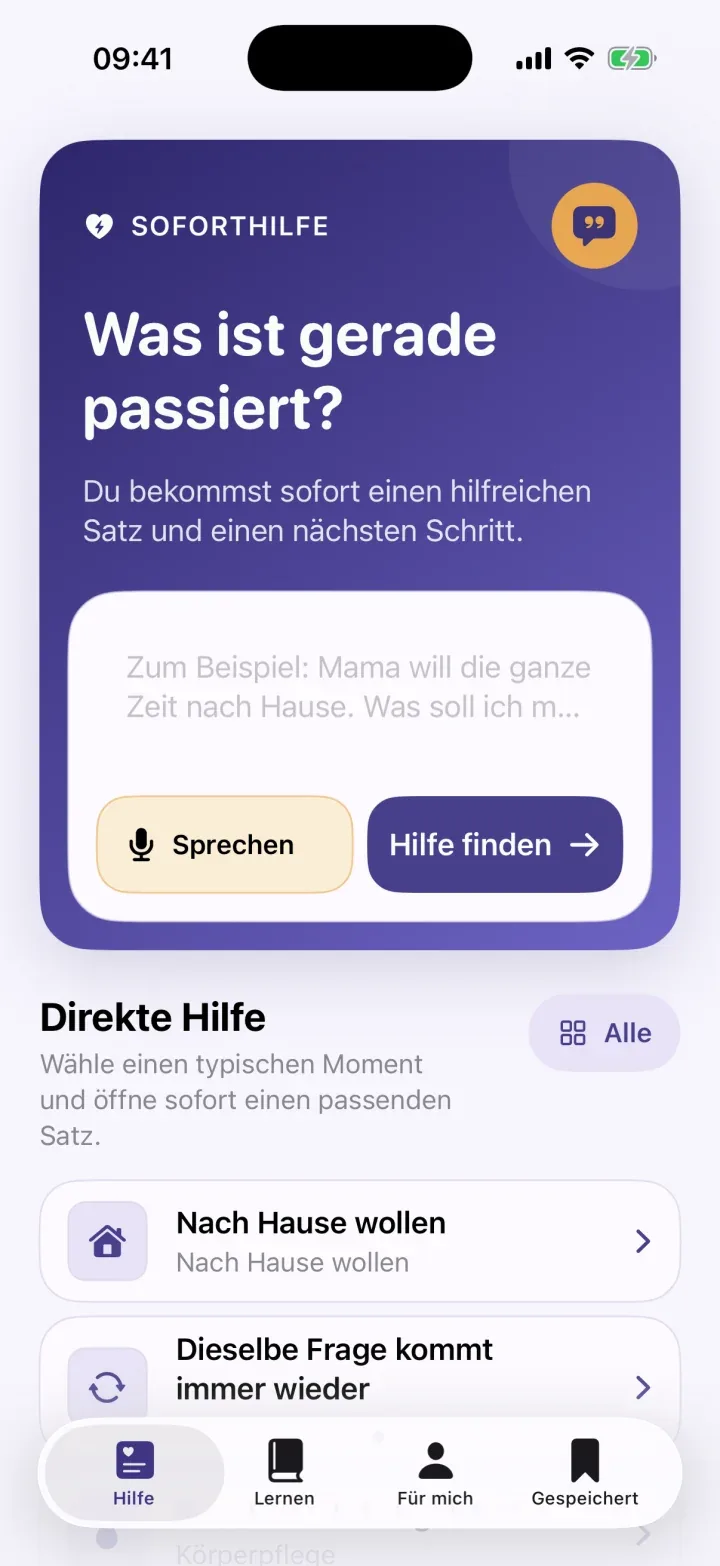 09:41
SOFORTHILFE
Was ist gerade
passiert?
Du bekommst sofort einen hilfreichen
Satz und einen nächsten Schritt.
Zum Beispiel: Mama will die ganze
Zeit nach Hause. Was soll ich m...
Sprechen
Hilfe finden
Direkte Hilfe
Alle
Wähle einen typischen Moment
und öffne sofort einen passenden
Satz.
Nach Hause wollen
Nach Hause wollen
Dieselbe Frage kommt
immer wieder
Hilfe
Lernen
Für mich
Gespeichert
Körperpflege